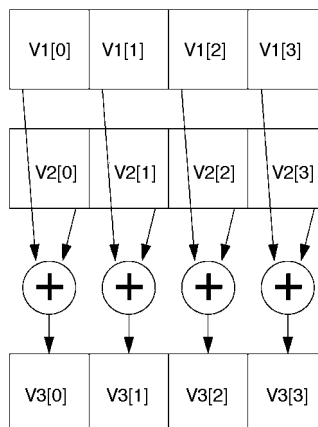 V1[0] V1[1] V1[2] V1[3]
V2[0] V2[1] V2[2] V2[3]
+ + + +
V3[0] V3[1] V3[2] V3[3]